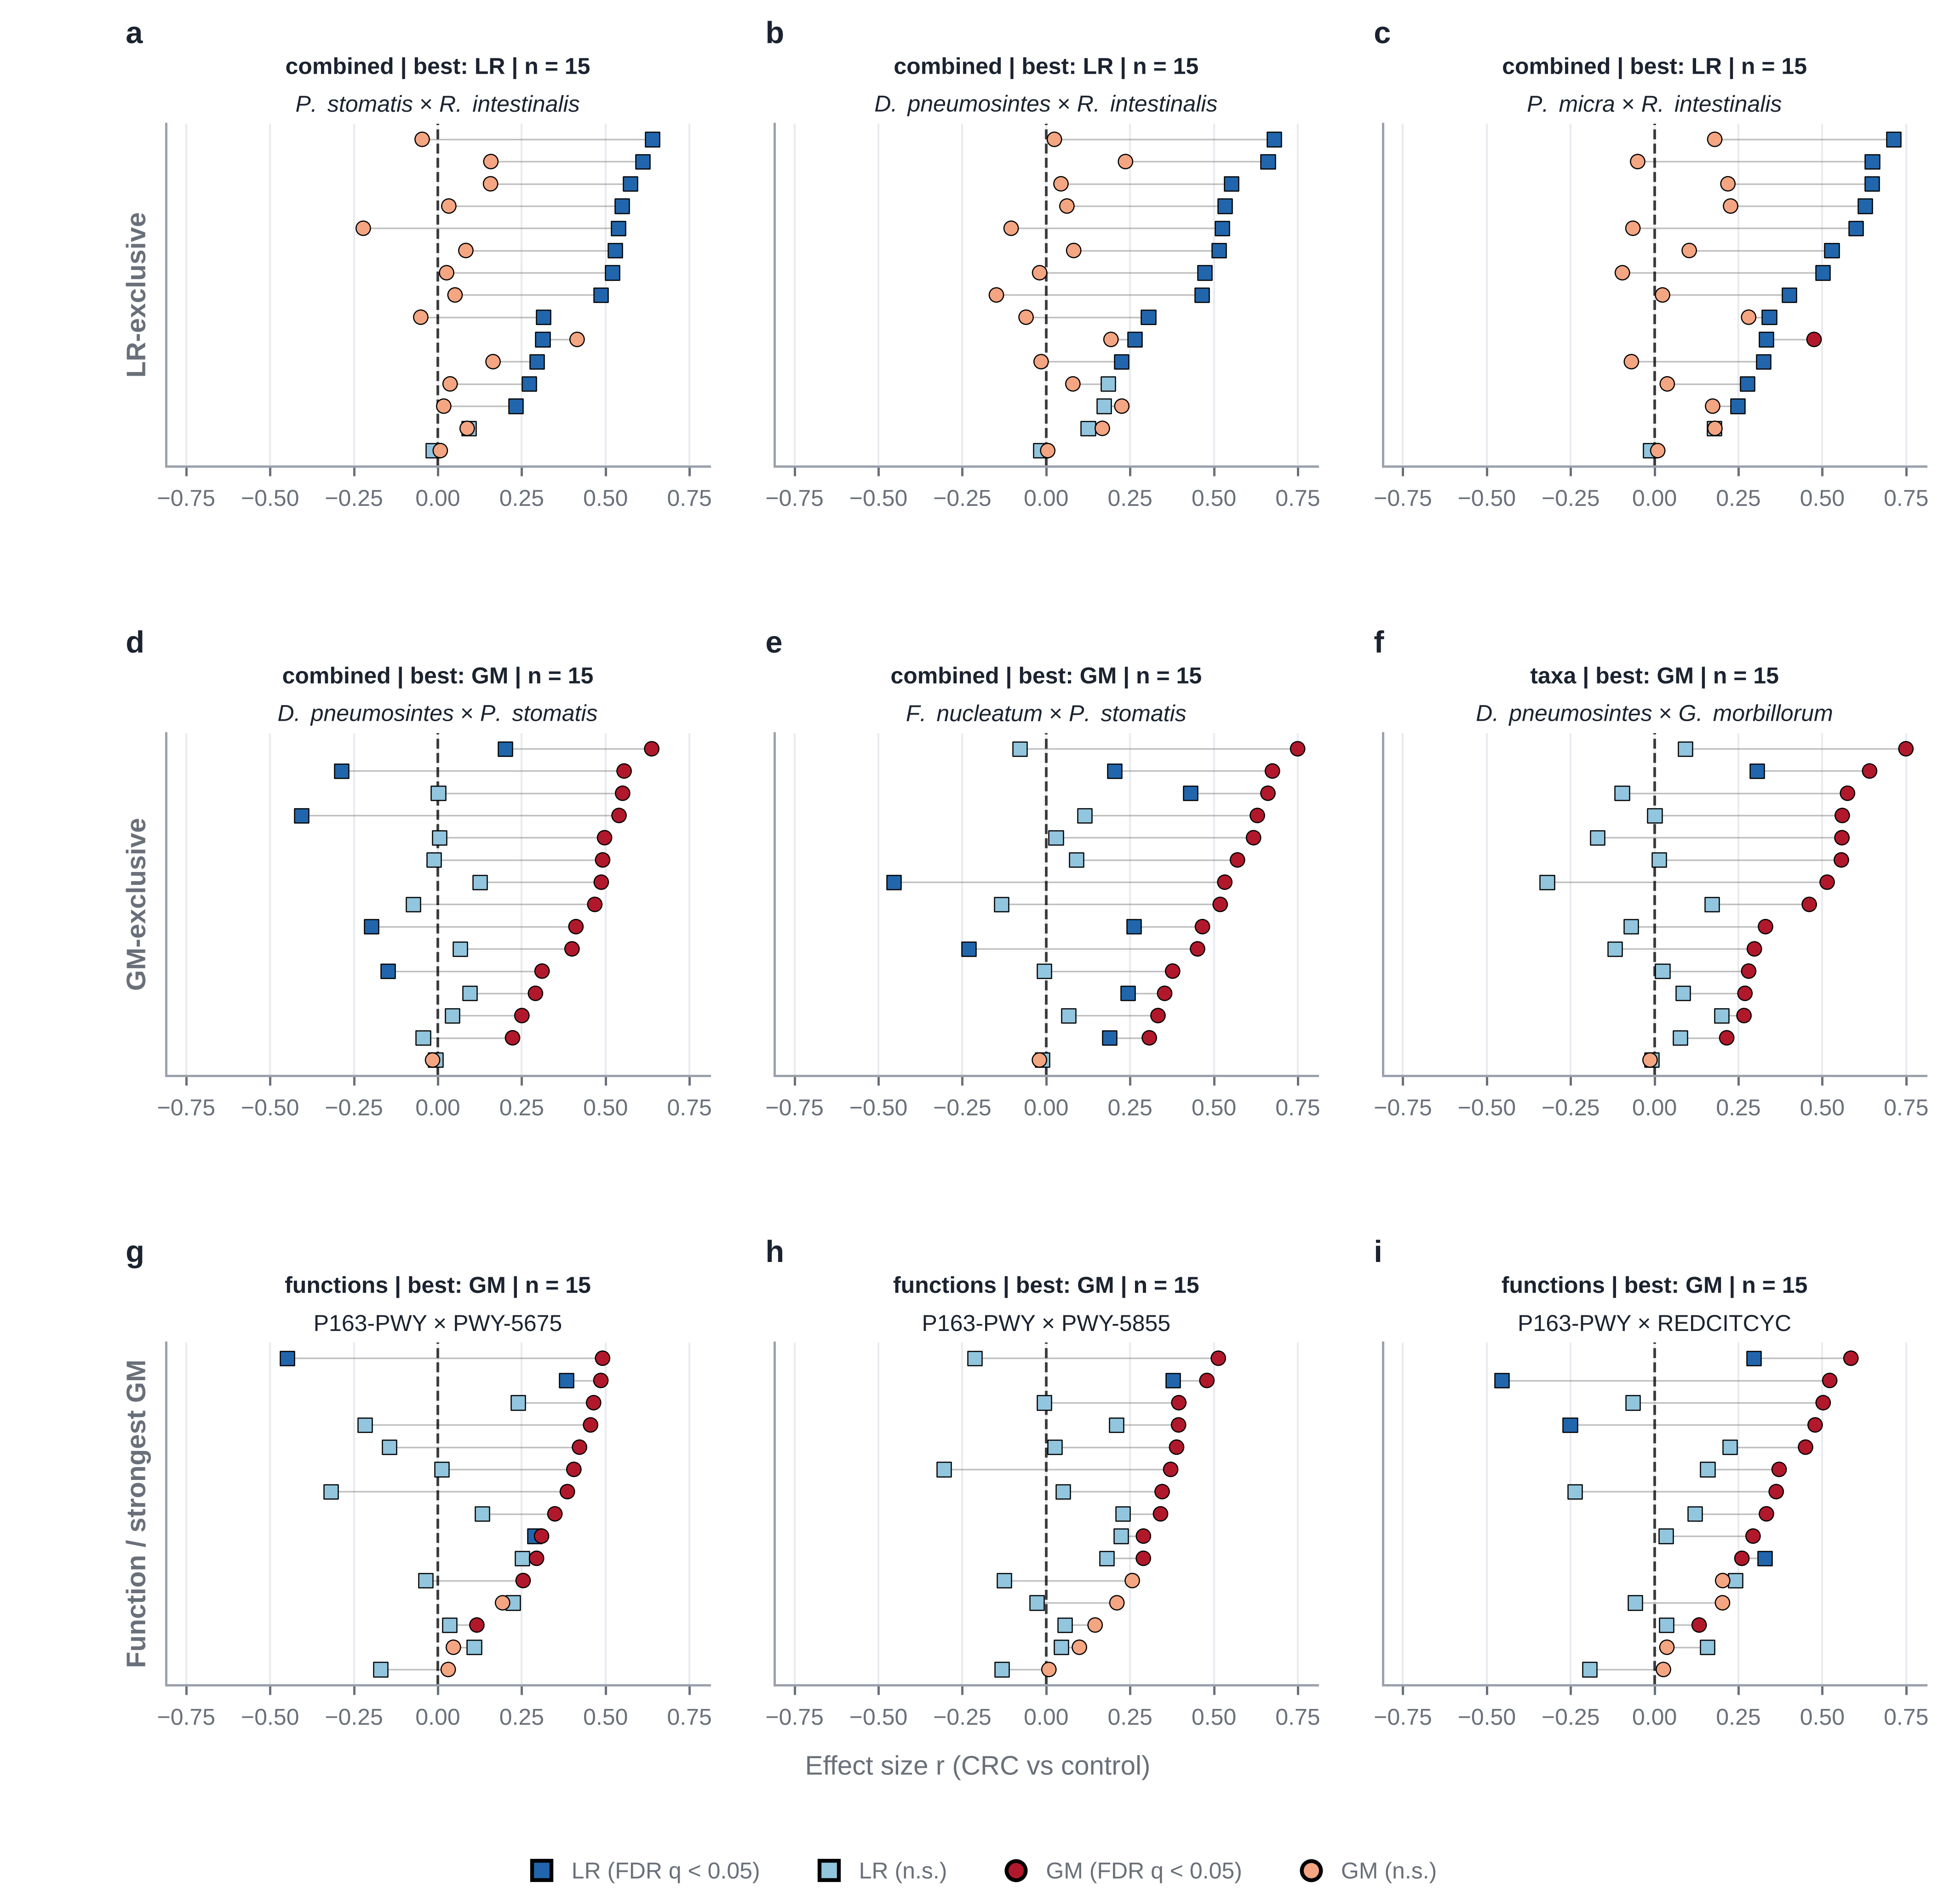 a
combined | best: LR | n = 15
P. stomatis × R. intestinalis
b
combined | best: LR | n = 15
D. pneumosintes × R. intestinalis
c
combined | best: LR | n = 15
P. micra × R. intestinalis
LR-exclusive
−0.75 −0.50 −0.25 0.00 0.25 0.50 0.75
−0.75 −0.50 −0.25 0.00 0.25 0.50 0.75
−0.75 −0.50 −0.25 0.00 0.25 0.50 0.75
d
combined | best: GM | n = 15
D. pneumosintes × P. stomatis
e
combined | best: GM | n = 15
F. nucleatum × P. stomatis
f
taxa | best: GM | n = 15
D. pneumosintes × G. morbillorum
GM-exclusive
−0.75 −0.50 −0.25 0.00 0.25 0.50 0.75
−0.75 −0.50 −0.25 0.00 0.25 0.50 0.75
−0.75 −0.50 −0.25 0.00 0.25 0.50 0.75
g
functions | best: GM | n = 15
P163-PWY × PWY-5675
h
functions | best: GM | n = 15
P163-PWY × PWY-5855
i
functions | best: GM | n = 15
P163-PWY × REDCITCYC
Function / strongest GM
−0.75 −0.50 −0.25 0.00 0.25 0.50 0.75
−0.75 −0.50 −0.25 0.00 0.25 0.50 0.75
−0.75 −0.50 −0.25 0.00 0.25 0.50 0.75
Effect size r (CRC vs control)
LR (FDR q < 0.05) LR (n.s.) GM (FDR q < 0.05) GM (n.s.)